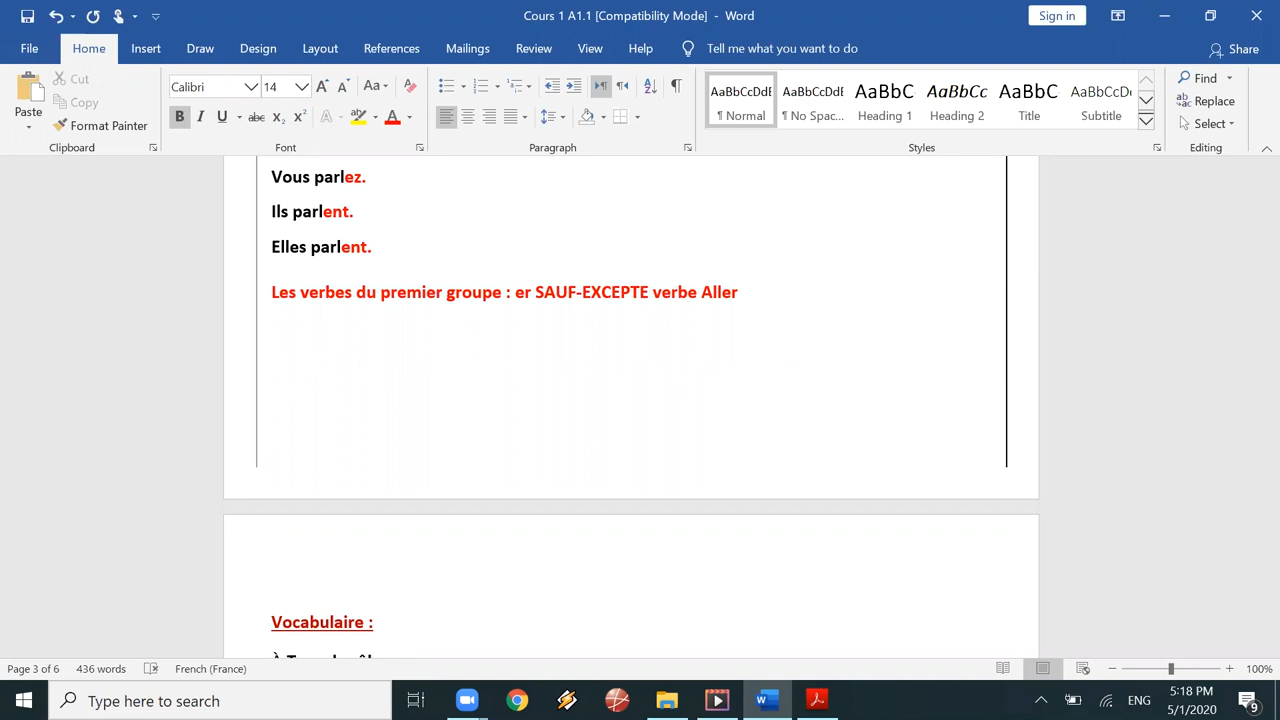 Cours 1 A1.1 [Compatibility Mode] - Word
Sign in
File Home Insert Draw Design Layout References Mailings Review View Help Tell me what you want to do Share
Paste
Cut
Copy
Format Painter
Clipboard
Calibri 14
Font
Paragraph
AaBbCcDdE AaBbCcDdE AaBbC AaBbCc AaBbC AaBbCcDc
¶ Normal ¶ No Spac... Heading 1 Heading 2 Title Subtitle
Styles
Find
Replace
Select
Editing
Vous parlez.
Ils parlent.
Elles parlent.
Les verbes du premier groupe : er SAUF-EXCEPTE verbe Aller
Vocabulaire :
Page 3 of 6 436 words French (France) 100%
Type here to search
ENG
5:18 PM
5/1/2020
9